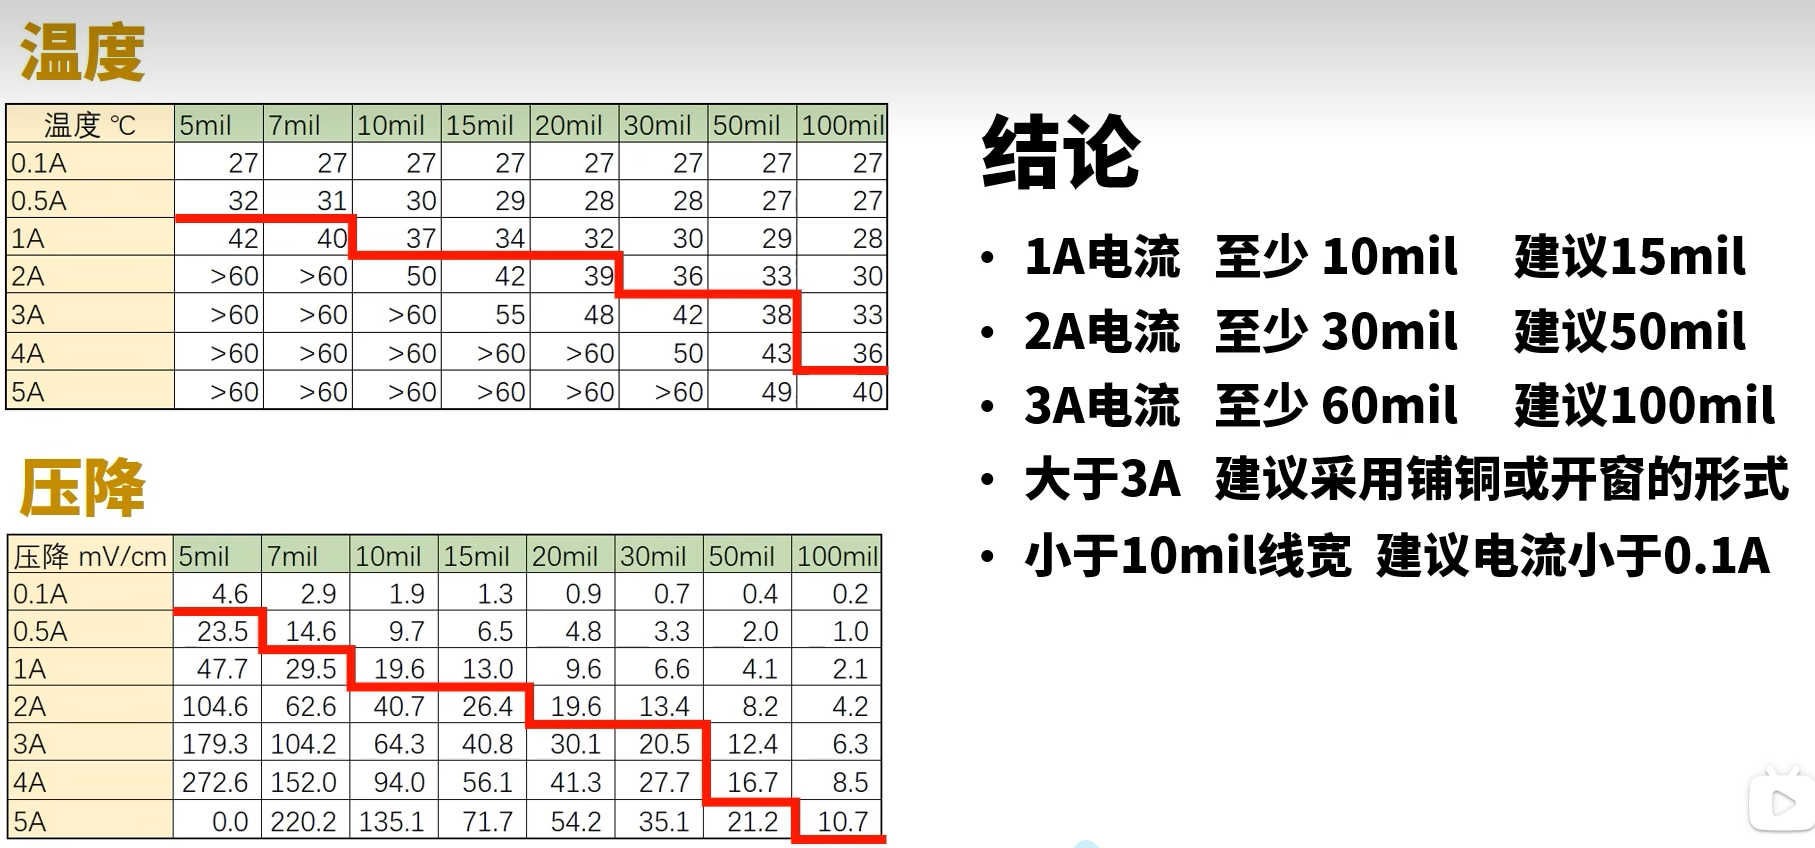 温度
温度 ℃ 5mil 7mil 10mil 15mil 20mil 30mil 50mil 100mil
0.1A 27 27 27 27 27 27 27 27
0.5A 32 31 30 29 28 28 27 27
1A 42 40 37 34 32 30 29 28
2A >60 >60 50 42 39 36 33 30
3A >60 >60 >60 55 48 42 38 33
4A >60 >60 >60 >60 >60 50 43 36
5A >60 >60 >60 >60 >60 >60 49 40
压降
压降 mV/cm 5mil 7mil 10mil 15mil 20mil 30mil 50mil 100mil
0.1A 4.6 2.9 1.9 1.3 0.9 0.7 0.4 0.2
0.5A 23.5 14.6 9.7 6.5 4.8 3.3 2.0 1.0
1A 47.7 29.5 19.6 13.0 9.6 6.6 4.1 2.1
2A 104.6 62.6 40.7 26.4 19.6 13.4 8.2 4.2
3A 179.3 104.2 64.3 40.8 30.1 20.5 12.4 6.3
4A 272.6 152.0 94.0 56.1 41.3 27.7 16.7 8.5
5A 0.0 220.2 135.1 71.7 54.2 35.1 21.2 10.7
结论
• 1A电流 至少 10mil 建议15mil
• 2A电流 至少 30mil 建议50mil
• 3A电流 至少 60mil 建议100mil
• 大于3A 建议采用铺铜或开窗的形式
• 小于10mil线宽 建议电流小于0.1A